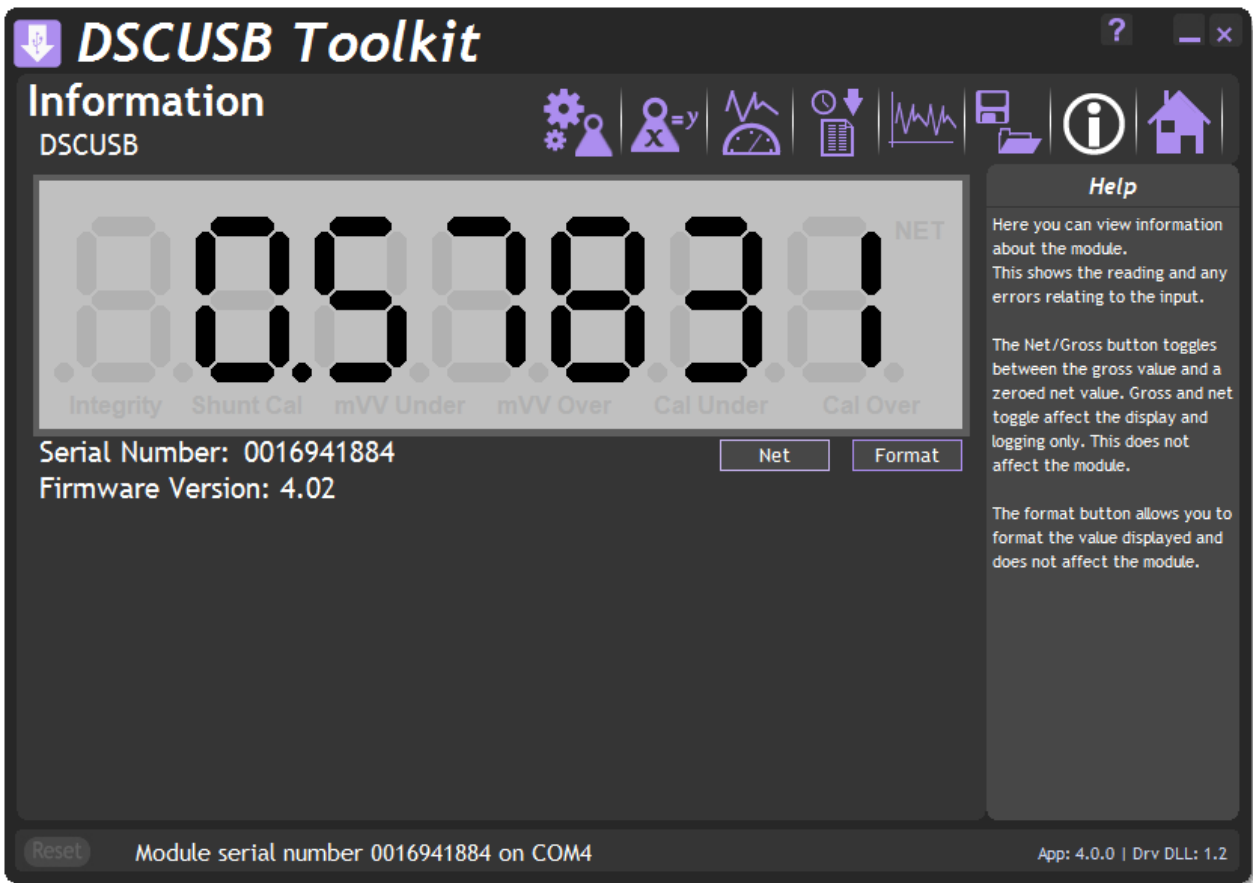 DSCUSB Toolkit
?
Information
DSCUSB
x=y
0.57831
NET
Integrity Shunt Cal mVV Under mVV Over Cal Under Cal Over
Serial Number: 0016941884
Net Format
Firmware Version: 4.02
Help
Here you can view information
about the module.
This shows the reading and any
errors relating to the input.
The Net/Gross button toggles
between the gross value and a
zeroed net value. Gross and net
toggle affect the display and
logging only. This does not
affect the module.
The format button allows you to
format the value displayed and
does not affect the module.
Reset
Module serial number 0016941884 on COM4
App: 4.0.0 | Drv DLL: 1.2